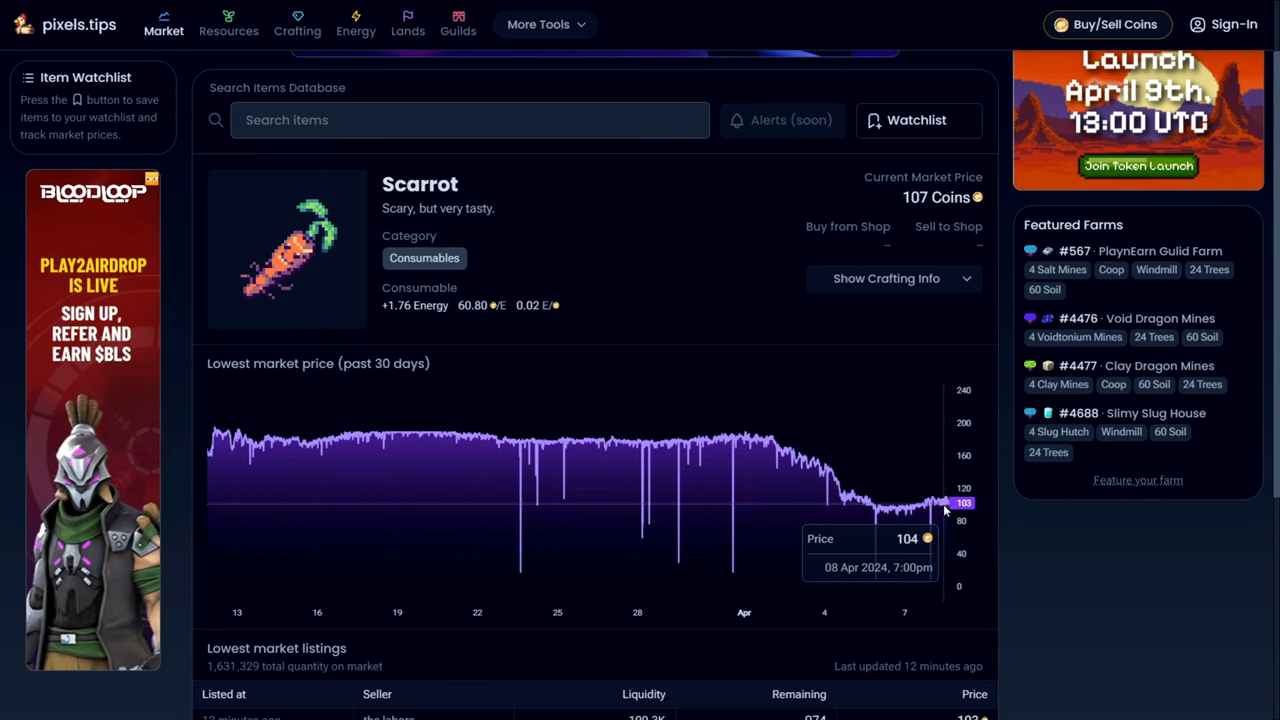 pixels.tips
Market
Resources
Crafting
Energy
Lands
Guilds
More Tools
Buy/Sell Coins
Sign-In
Item Watchlist
Press the button to save
items to your watchlist and
track market prices.
BLOODLOOP
PLAY2AIRDROP
IS LIVE
SIGN UP,
REFER AND
EARN $BLS
Search Items Database
Search items
Alerts (soon)
Watchlist
Scarrot
Scary, but very tasty.
Category
Consumables
Consumable
+1.76 Energy 60.80 /E 0.02 E/
Current Market Price
107 Coins
Buy from Shop Sell to Shop
– –
Show Crafting Info
Lowest market price (past 30 days)
240
200
160
120
103
80
40
0
Price 104
08 Apr 2024, 7:00pm
13 16 19 22 25 28 Apr 4 7
Lowest market listings
1,631,329 total quantity on market
Last updated 12 minutes ago
Listed at Seller Liquidity Remaining Price
Launch
April 9th,
13:00 UTC
Join Token Launch
Featured Farms
#567 · PlaynEarn Gulid Farm
4 Salt Mines Coop Windmill 24 Trees
60 Soil
#4476 · Void Dragon Mines
4 Voidtonium Mines 24 Trees 60 Soil
#4477 · Clay Dragon Mines
4 Clay Mines Coop 60 Soil 24 Trees
#4688 · Slimy Slug House
4 Slug Hutch Windmill 60 Soil
24 Trees
Feature your farm